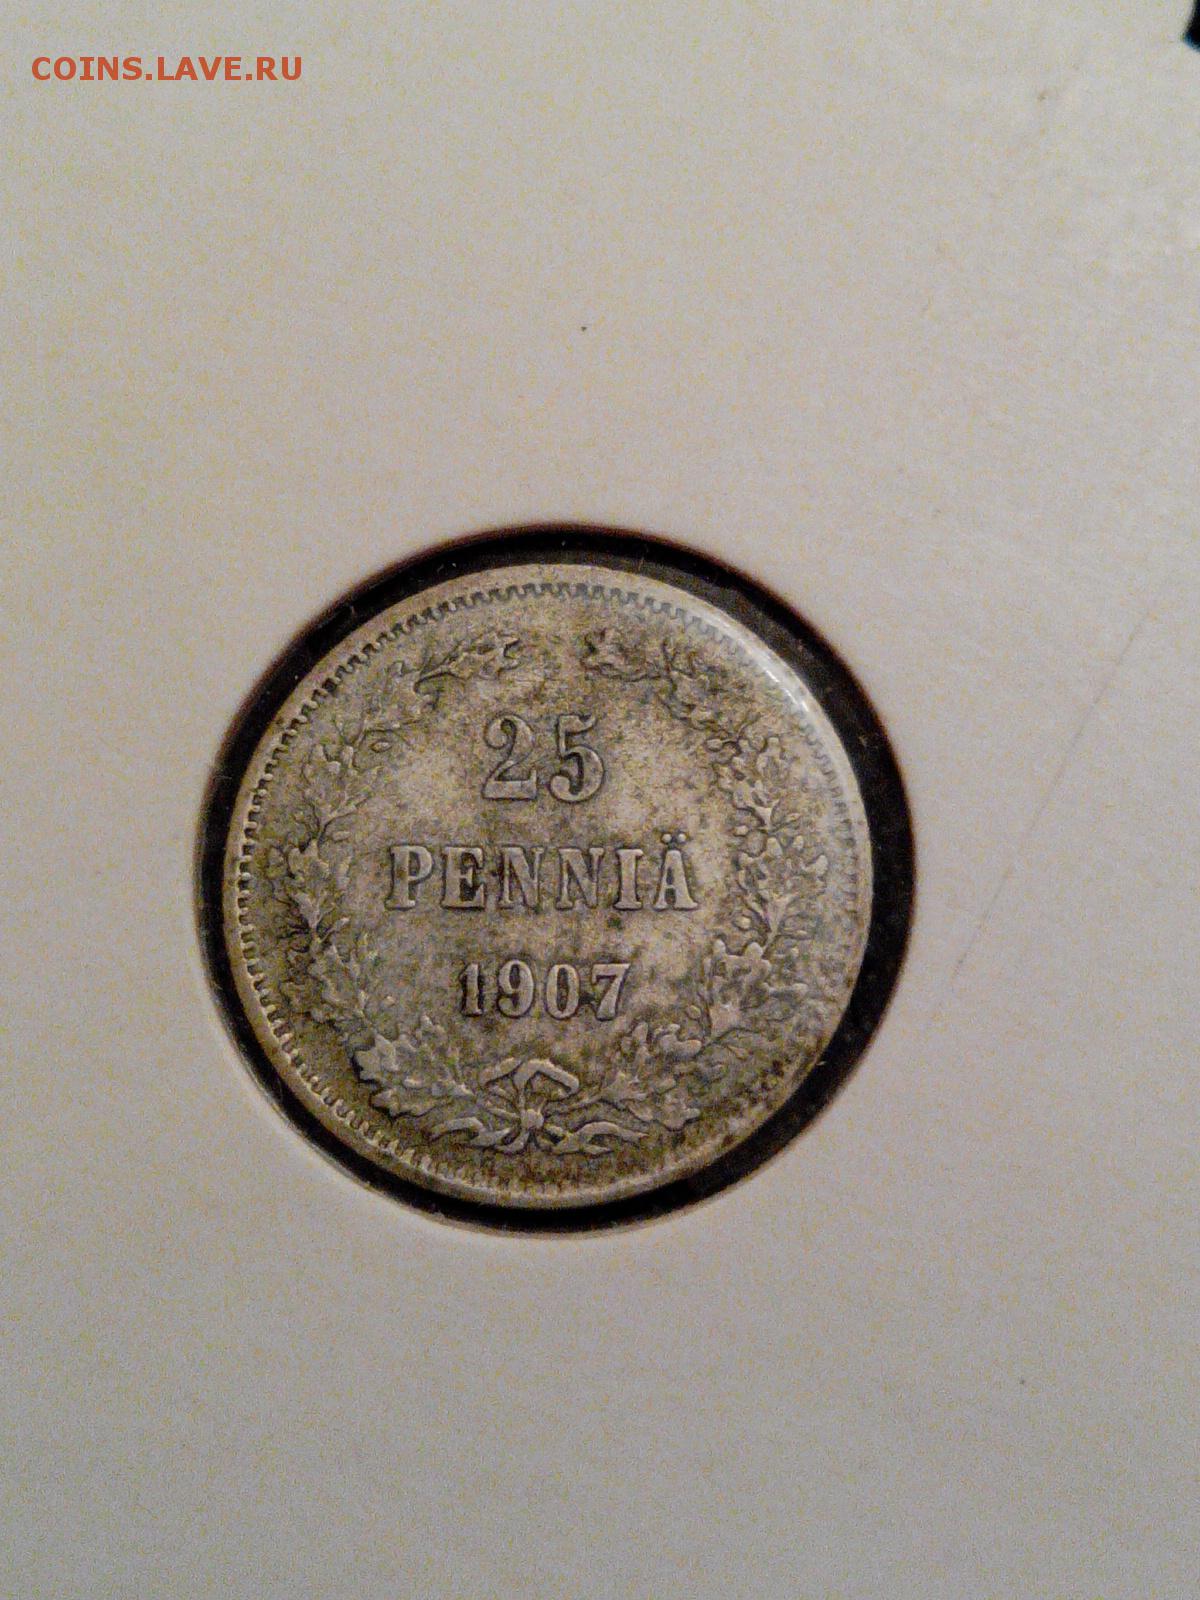 COINS.LAVE.RU
25
PENNIÄ
1907